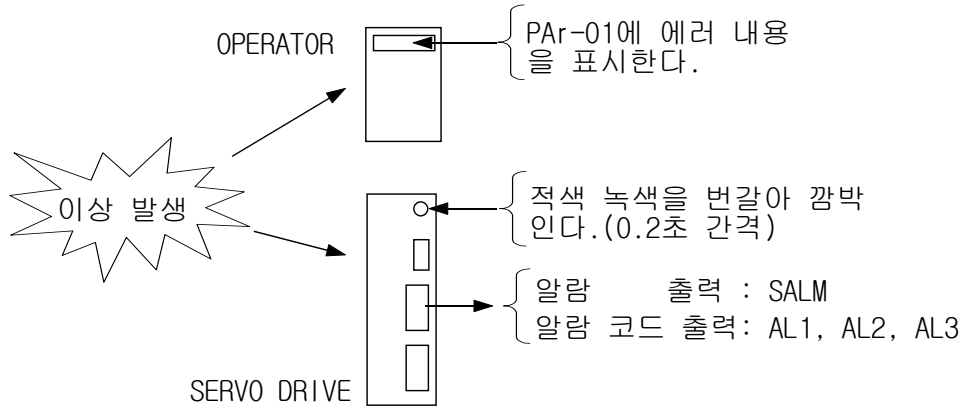 OPERATOR
PAr-01에 에러 내용
을 표시한다.
이상 발생
적색 녹색을 번갈아 깜박
인다.(0.2초 간격)
알람 출력 : SALM
알람 코드 출력: AL1, AL2, AL3
SERVO DRIVE